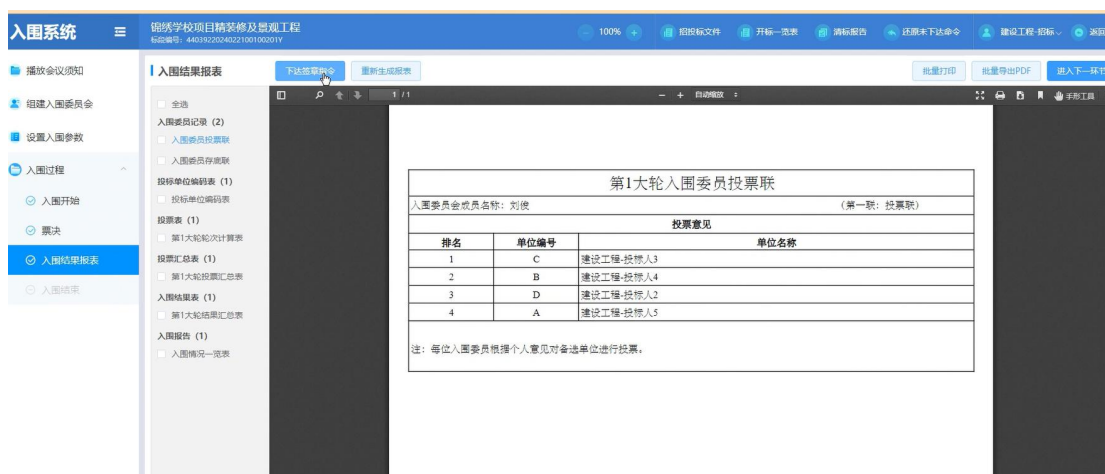 入围系统
锦绣学校项目精装修及景观工程
标段编号：44039220240221001002​01Y
100%
招投标文件
开标一览表
清标报告
还原未下达命令
建设工程-招标
返回
播放会议须知
组建入围委员会
设置入围参数
入围过程
入围开始
票决
入围结果报表
入围结束
入围结果报表
下达签章指令
重新生成报表
批量打印
批量导出PDF
进入下一环节
全选
入围委员记录（2）
入围委员投票联
入围委员存底联
投标单位编码表（1）
投标单位编码表
投票表（1）
第1大轮轮次计算表
投票汇总表（1）
第1大轮投票汇总表
入围结果表（1）
第1大轮结果汇总表
入围报告（1）
入围情况一览表
1 / 1
自动缩放
手形工具
第1大轮入围委员投票联
入围委员会成员名称：刘俊 （第一联：投票联）
投票意见
排名 单位编号 单位名称
1 C 建设工程-投标人3
2 B 建设工程-投标人4
3 D 建设工程-投标人2
4 A 建设工程-投标人5
注：每位入围委员根据个人意见对备选单位进行投票。